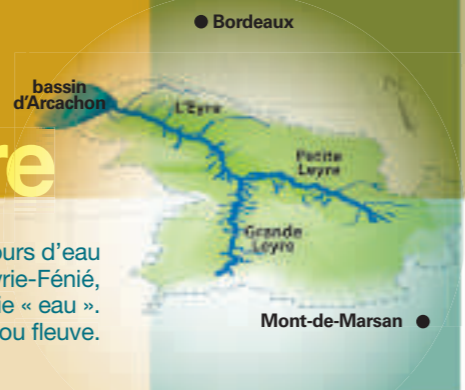 Bordeaux
bassin
d'Arcachon
L'Eyre
Petite
Leyre
re
Grande
Leyre
ours d'eau
yrie-Fénié,
ie « eau ».
ou fleuve.
Mont-de-Marsan